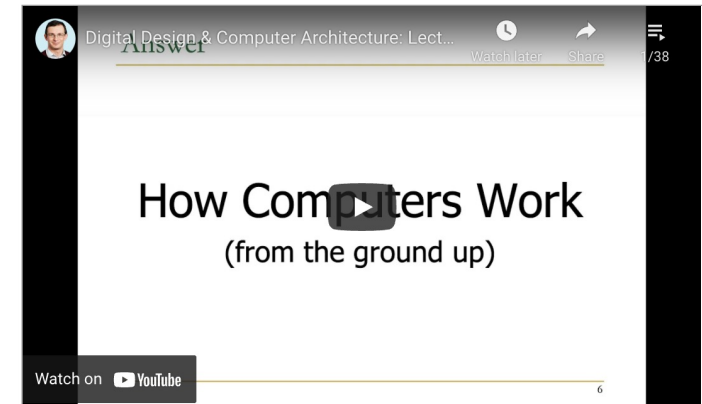 Digital Design & Computer Architecture: Lect...
Answer
Watch later
Share
1/38
How Computers Work
(from the ground up)
Watch on YouTube
6